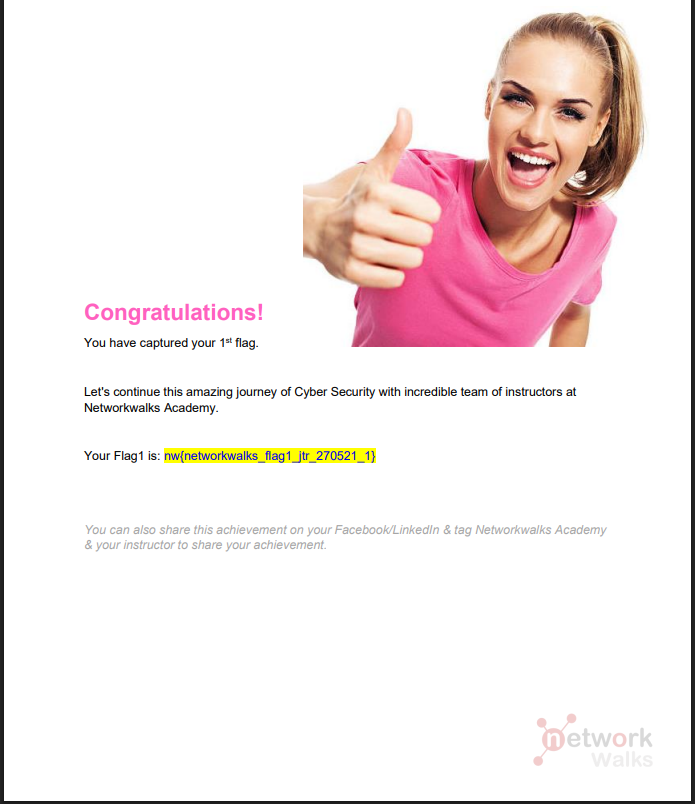 Congratulations!
You have captured your 1st flag.
Let's continue this amazing journey of Cyber Security with incredible team of instructors at
Networkwalks Academy.
Your Flag1 is: nw{networkwalks_flag1_jtr_270521_1}
You can also share this achievement on your Facebook/LinkedIn & tag Networkwalks Academy
& your instructor to share your achievement.
network
Walks